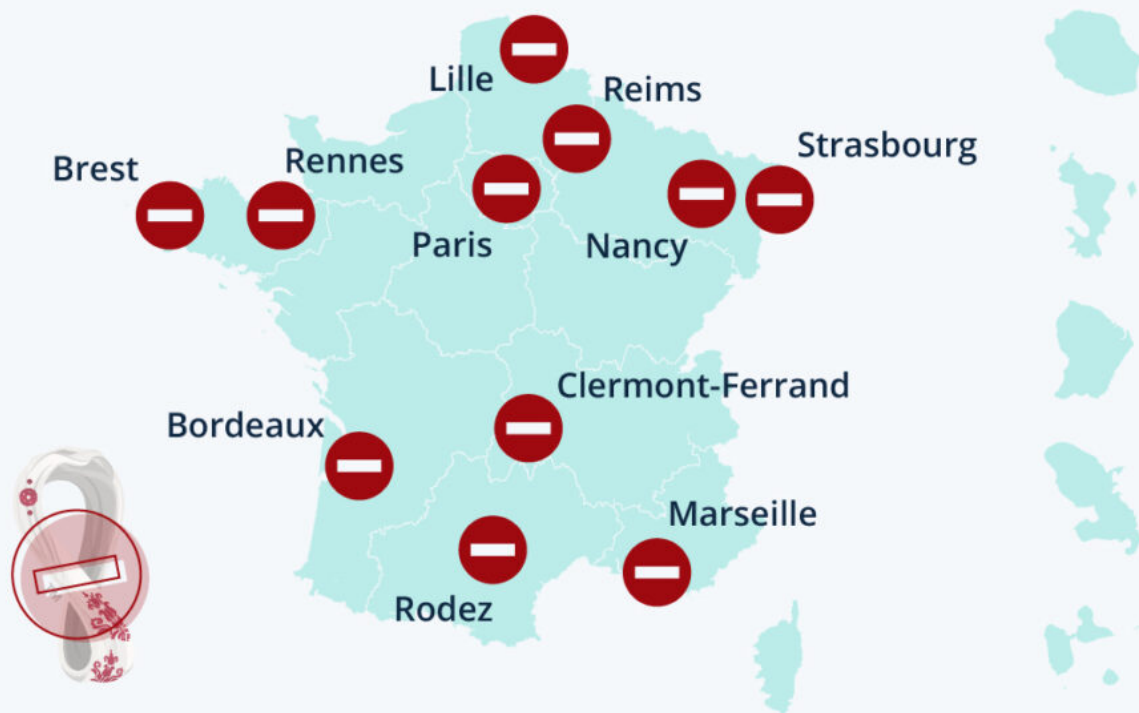 Lille
Reims
Strasbourg
Brest
Rennes
Paris
Nancy
Clermont-Ferrand
Bordeaux
Marseille
Rodez